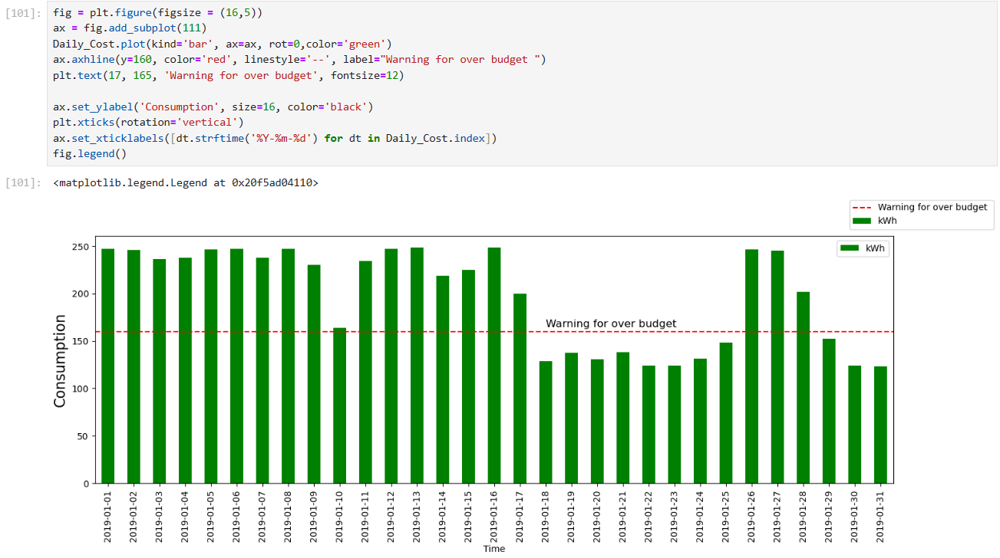 [101]: fig = plt.figure(figsize = (16,5))
ax = fig.add_subplot(111)
Daily_Cost.plot(kind='bar', ax=ax, rot=0,color='green')
ax.axhline(y=160, color='red', linestyle='--', label="Warning for over budget ")
plt.text(17, 165, 'Warning for over budget', fontsize=12)
ax.set_ylabel('Consumption', size=16, color='black')
plt.xticks(rotation='vertical')
ax.set_xticklabels([dt.strftime('%Y-%m-%d') for dt in Daily_Cost.index])
fig.legend()
[101]: <matplotlib.legend.Legend at 0x20f5ad04110>
Warning for over budget
kWh
kWh
Warning for over budget
Consumption
250
200
150
100
50
0
2019-01-01
2019-01-02
2019-01-03
2019-01-04
2019-01-05
2019-01-06
2019-01-07
2019-01-08
2019-01-09
2019-01-10
2019-01-11
2019-01-12
2019-01-13
2019-01-14
2019-01-15
2019-01-16
2019-01-17
2019-01-18
2019-01-19
2019-01-20
2019-01-21
2019-01-22
2019-01-23
2019-01-24
2019-01-25
2019-01-26
2019-01-27
2019-01-28
2019-01-29
2019-01-30
2019-01-31
Time